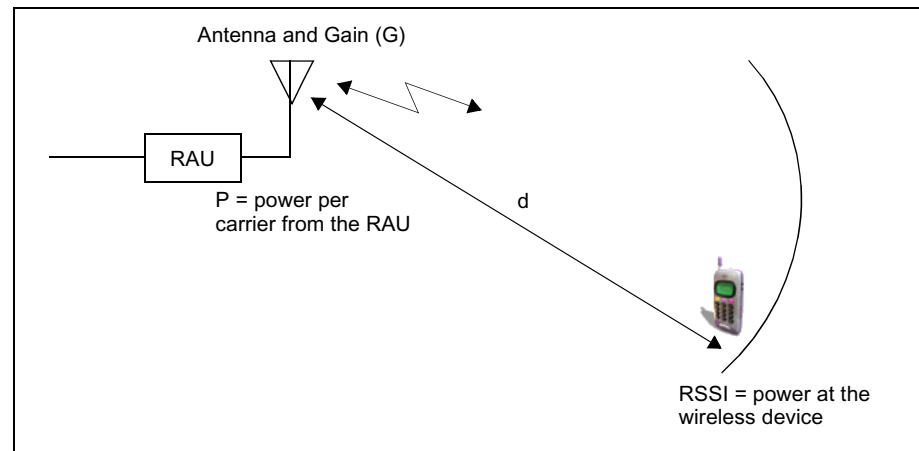 Antenna and Gain (G)
RAU
P = power per
carrier from the RAU
d
RSSI = power at the
wireless device